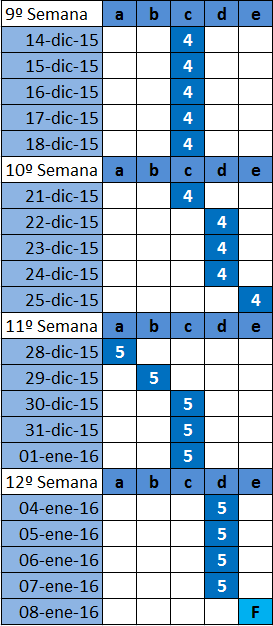 9º Semana a b c d e
14-dic-15 4
15-dic-15 4
16-dic-15 4
17-dic-15 4
18-dic-15 4
10º Semana a b c d e
21-dic-15 4
22-dic-15 4
23-dic-15 4
24-dic-15 4
25-dic-15 4
11º Semana a b c d e
28-dic-15 5
29-dic-15 5
30-dic-15 5
31-dic-15 5
01-ene-16 5
12º Semana a b c d e
04-ene-16 5
05-ene-16 5
06-ene-16 5
07-ene-16 5
08-ene-16 F